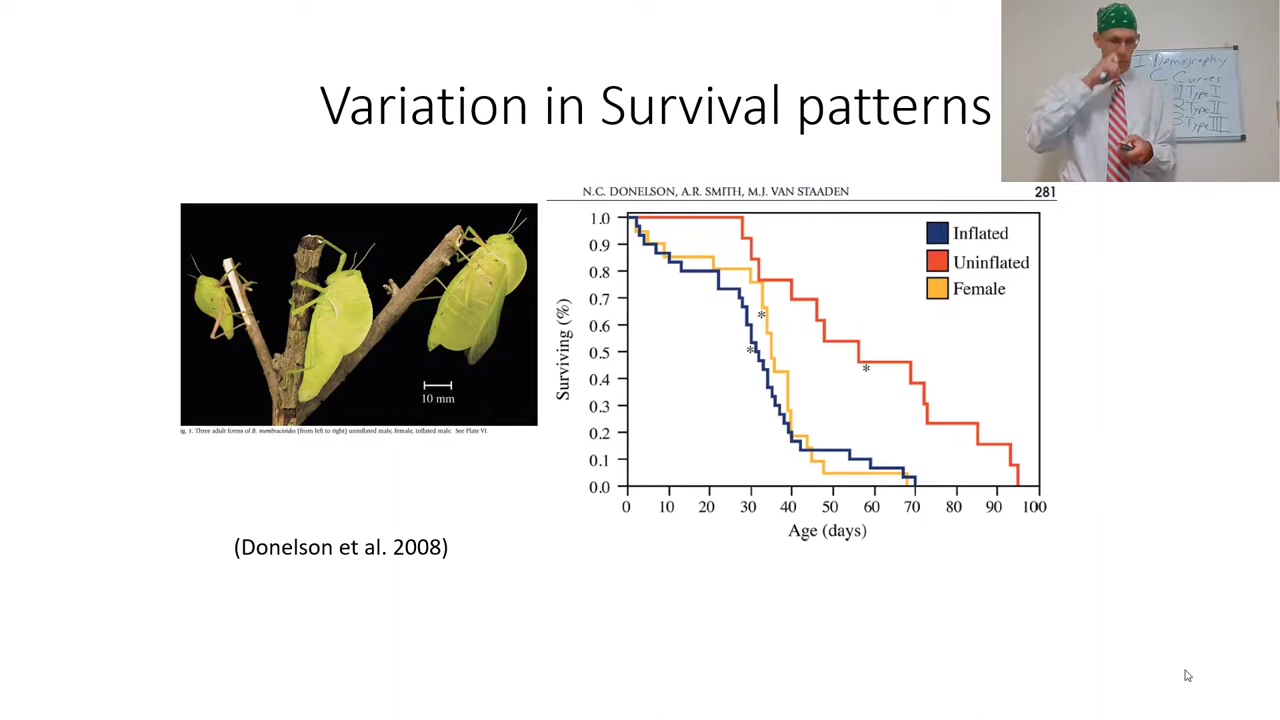 Variation in Survival patterns
I Demography
C Curves
1 Type I
2 Type II
3 Type III
N.C. DONELSON, A.R. SMITH, M.J. VAN STAADEN 281
Surviving (%)
1.0
0.9
0.8
0.7
0.6
0.5
0.4
0.3
0.2
0.1
0.0
Inflated
Uninflated
Female
*
*
*
0 10 20 30 40 50 60 70 80 90 100
Age (days)
10 mm
ig. 1. Three adult forms of B. membracioides (from left to right) uninflated male, female, inflated male. See Plate VI.
(Donelson et al. 2008)